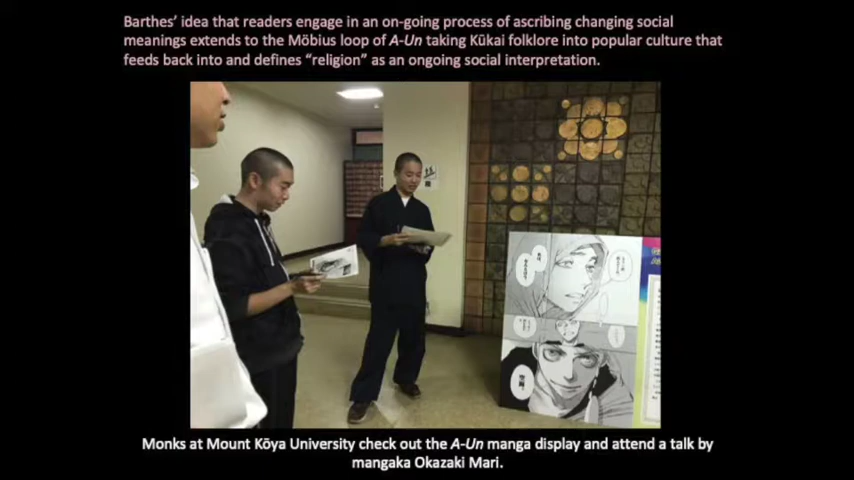 Barthes’ idea that readers engage in an on-going process of ascribing changing social
meanings extends to the Möbius loop of A-Un taking Kūkai folklore into popular culture that
feeds back into and defines “religion” as an ongoing social interpretation.
Monks at Mount Kōya University check out the A-Un manga display and attend a talk by
mangaka Okazaki Mari.